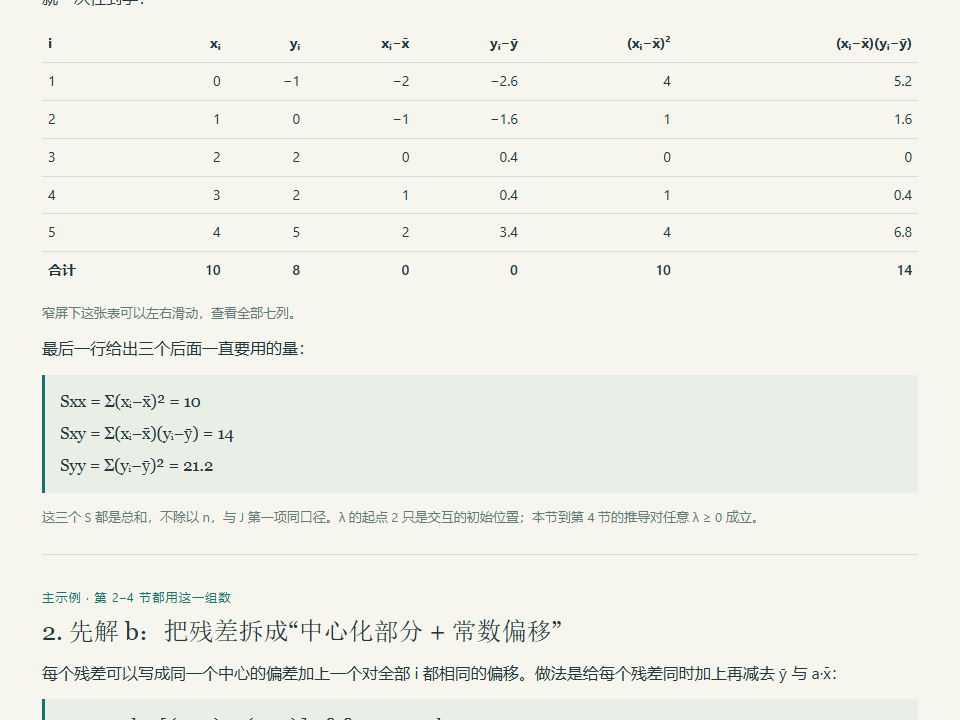 就一次性到手：
i xᵢ yᵢ xᵢ−x̄ yᵢ−ȳ (xᵢ−x̄)² (xᵢ−x̄)(yᵢ−ȳ)
1 0 −1 −2 −2.6 4 5.2
2 1 0 −1 −1.6 1 1.6
3 2 2 0 0.4 0 0
4 3 2 1 0.4 1 0.4
5 4 5 2 3.4 4 6.8
合计 10 8 0 0 10 14
窄屏下这张表可以左右滑动，查看全部七列。
最后一行给出三个后面一直要用的量：
Sxx = Σ(xᵢ−x̄)² = 10
Sxy = Σ(xᵢ−x̄)(yᵢ−ȳ) = 14
Syy = Σ(yᵢ−ȳ)² = 21.2
这三个 S 都是总和，不除以 n，与 J 第一项同口径。λ 的起点 2 只是交互的初始位置；本节到第 4 节的推导对任意 λ ≥ 0 成立。
主示例 · 第 2–4 节都用这一组数
2. 先解 b：把残差拆成“中心化部分 + 常数偏移”
每个残差可以写成同一个中心的偏差加上一个对全部 i 都相同的偏移。做法是给每个残差同时加上再减去 ȳ 与 a·x̄：